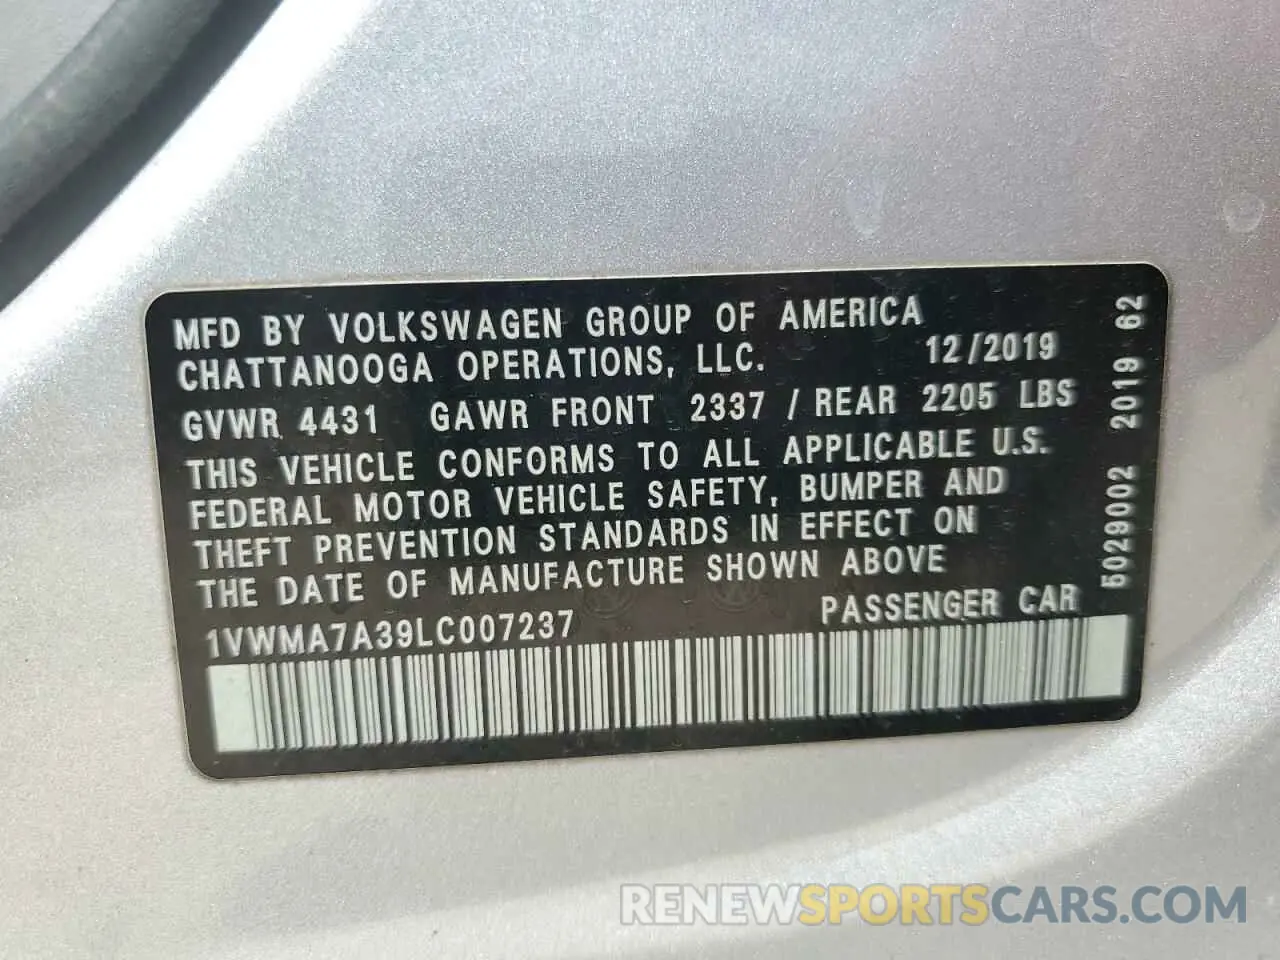 MFD BY VOLKSWAGEN GROUP OF AMERICA
CHATTANOOGA OPERATIONS, LLC. 12/2019
GVWR 4431 GAWR FRONT 2337 / REAR 2205 LBS
THIS VEHICLE CONFORMS TO ALL APPLICABLE U.S.
FEDERAL MOTOR VEHICLE SAFETY, BUMPER AND
THEFT PREVENTION STANDARDS IN EFFECT ON
THE DATE OF MANUFACTURE SHOWN ABOVE
1VWMA7A39LC007237 PASSENGER CAR
5029002 2019 62
RENEWSPORTSCARS.COM